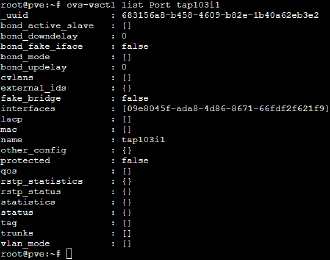 root@pve:~# ovs-vsctl list Port tap103i1
_uuid : 683156a8-b458-4609-b82e-1b40a62eb3e2
bond_active_slave : []
bond_downdelay : 0
bond_fake_iface : false
bond_mode : []
bond_updelay : 0
cvlans : []
external_ids : {}
fake_bridge : false
interfaces : [09e8045f-ada8-4d86-8671-66fdf2f621f9]
lacp : []
mac : []
name : tap103i1
other_config : {}
protected : false
qos : []
rstp_statistics : {}
rstp_status : {}
statistics : {}
status : {}
tag : []
trunks : []
vlan_mode : []
root@pve:~#